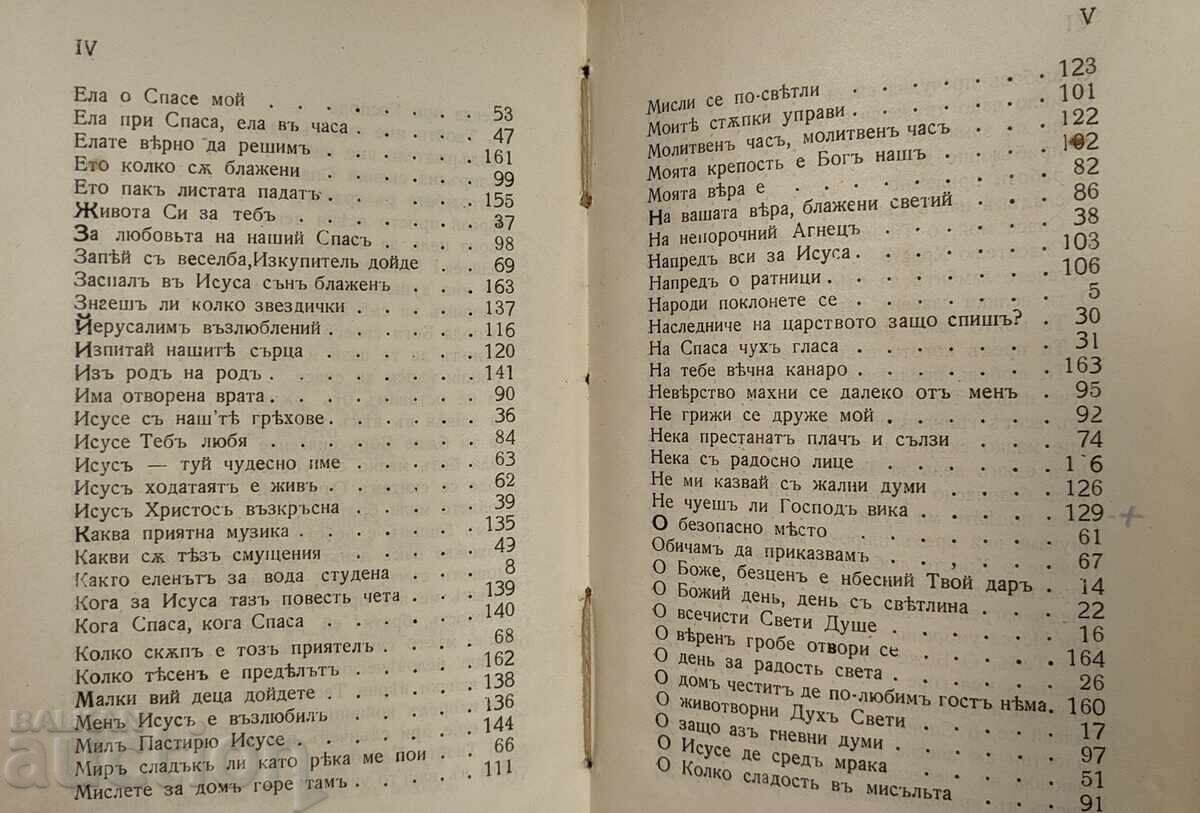 IV
Ела о Спасе мой . . . . . . . . . 53
Ела при Спаса, ела въ часа . . . . . . 47
Елате вѣрно да решимъ . . . . . . . 161
Ето колко сѫ блажени . . . . . . . 99
Ето пакъ листата падатъ . . . . . . . 155
Живота Си за тебъ . . . . . . . . 37
За любовьта на наший Спасъ . . . . . 98
Запѣй съ веселба,Изкупитель дойде . . 69
Заспалъ въ Исуса сънъ блаженъ . . . 163
Знгешъ ли колко звездички . . . . . . 137
Йерусалимъ възлюблений . . . . . . . 116
Изпитай нашитѣ сърца . . . . . . . 120
Изъ родъ на родъ . . . . . . . . . 141
Има отворена врата . . . . . . . . . 90
Исусе съ наш'тѣ грѣхове . . . . . . . 36
Исусе Тебъ любя . . . . . . . . . 84
Исусъ — туй чудесно име . . . . . . 63
Исусъ ходатаятъ е живъ . . . . . . . 62
Исусъ Христосъ възкръсна . . . . . . 39
Каква приятна музика . . . . . . . . 135
Какви сѫ тѣзъ смущения . . . . . 49
Какго еленътъ за вода студена . . . 8
Кога за Исуса тазъ повесть чета . . . 139
Кога Спаса, кога Спаса . . . . . . 140
Колко скѫпъ е тозъ приятелъ . . . . 68
Колко тѣсенъ е предѣлътъ . . . . . . 162
Малки вий деца дойдете . . . . . . . 138
Менъ Исусъ е възлюбилъ . . . . . . 136
Милъ Пастирю Исусе . . . . . . . . 144
Миръ сладъкъ ли като рѣка ме пои . . 66
Мислете за домъ горе тамъ . . . . . 111
V
Мисли се по-свѣтли . . . . . . . . 123
Моитѣ стѫпки управи . . . . . . . . 101
Молитвенъ часъ, молитвенъ часъ . . . 122
Моята крепость е Богъ нашъ . . . . 102
Моята вѣра е . . . . . . . . . 82
На вашата вѣра, блажени светий . . . 86
На непорочний Агнецъ . . . . . . . 38
Напредъ вси за Исуса . . . . . . . . 103
Напредъ о ратници . . . . . . . . . 106
Народи поклонете се . . . . . . . . 5
Наследниче на царството защо спишъ? . 30
На Спаса чухъ гласа . . . . . . . 31
На тебе вѣчна канаро . . . . . . . . 163
Невѣрство махни се далеко отъ менъ . 95
Не грижи се друже мой . . . . . . . 92
Нека престанатъ плачъ и сълзи . . . 74
Нека съ радосно лице . . . . . . . 1 6
Не ми казвай съ жални думи . . . . 126
Не чуешъ ли Господъ вика . . . . . . 129 +
О безопасно мѣсто . . . . . . . . 61
Обичамъ да приказвамъ . . . . . . . 67
О Боже, безценъ е нбесний Твой даръ . 14
О Божий день, день съ свѣтлина . . . 22
О всечисти Свети Душе . . . . . . . 16
О вѣренъ гробе отвори се . . . . . . 164
О день за радость света . . . . . . . 26
О домъ честитъ де по-любимъ гостъ нѣма. 160
О животворни Духъ Свети . . . . . . 17
О защо азъ гневни думи . . . . . . . 97
О Исусе де средъ мрака . . . . . . 51
О Колко сладость въ мисъльта . . . 91